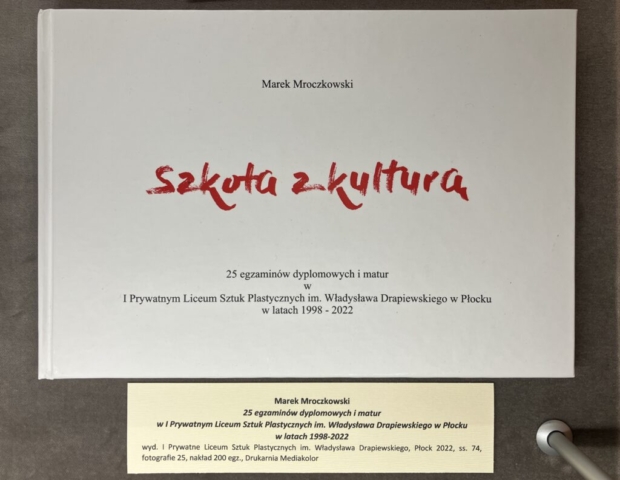 Marek Mroczkowski
Szkoła z kulturą
25 egzaminów dyplomowych i matur
w
I Prywatnym Liceum Sztuk Plastycznych im. Władysława Drapiewskiego w Płocku
w latach 1998 - 2022
Marek Mroczkowski
25 egzaminów dyplomowych i matur
w I Prywatnym Liceum Sztuk Plastycznych im. Władysława Drapiewskiego w Płocku
w latach 1998-2022
wyd. I Prywatne Liceum Sztuk Plastycznych im. Władysława Drapiewskiego, Płock 2022, ss. 74,
fotografie 25, nakład 200 egz., Drukarnia Mediakolor